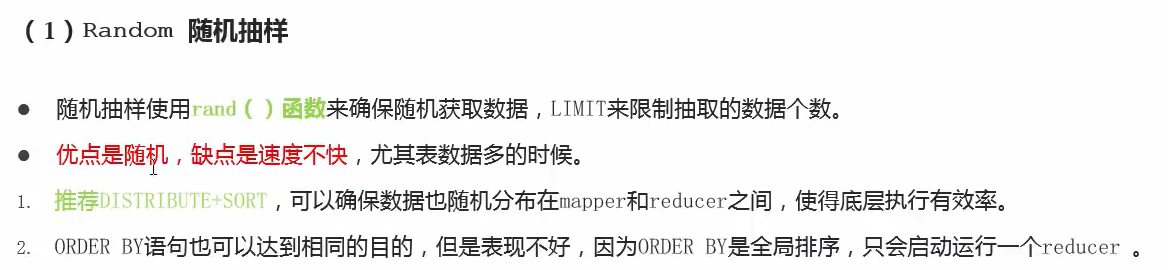 （1）Random 随机抽样
● 随机抽样使用rand（）函数来确保随机获取数据，LIMIT来限制抽取的数据个数。
● 优点是随机，缺点是速度不快，尤其表数据多的时候。
1. 推荐DISTRIBUTE+SORT，可以确保数据也随机分布在mapper和reducer之间，使得底层执行有效率。
2. ORDER BY语句也可以达到相同的目的，但是表现不好，因为ORDER BY是全局排序，只会启动运行一个reducer 。